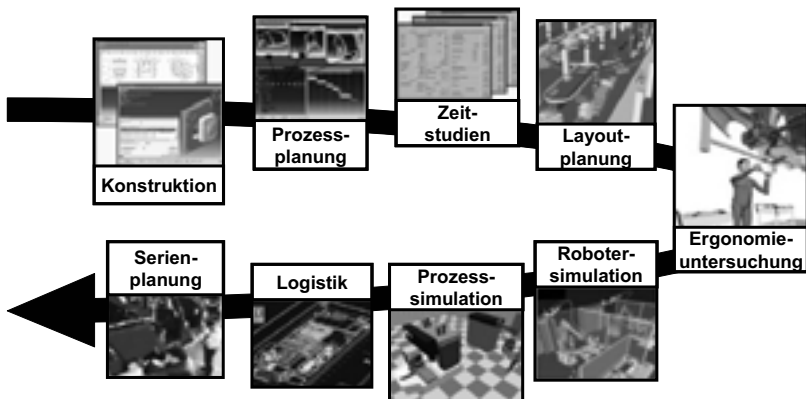 Konstruktion
Prozess-
planung
Zeit-
studien
Layout-
planung
Ergonomie-
untersuchung
Roboter-
simulation
Prozess-
simulation
Logistik
Serien-
planung